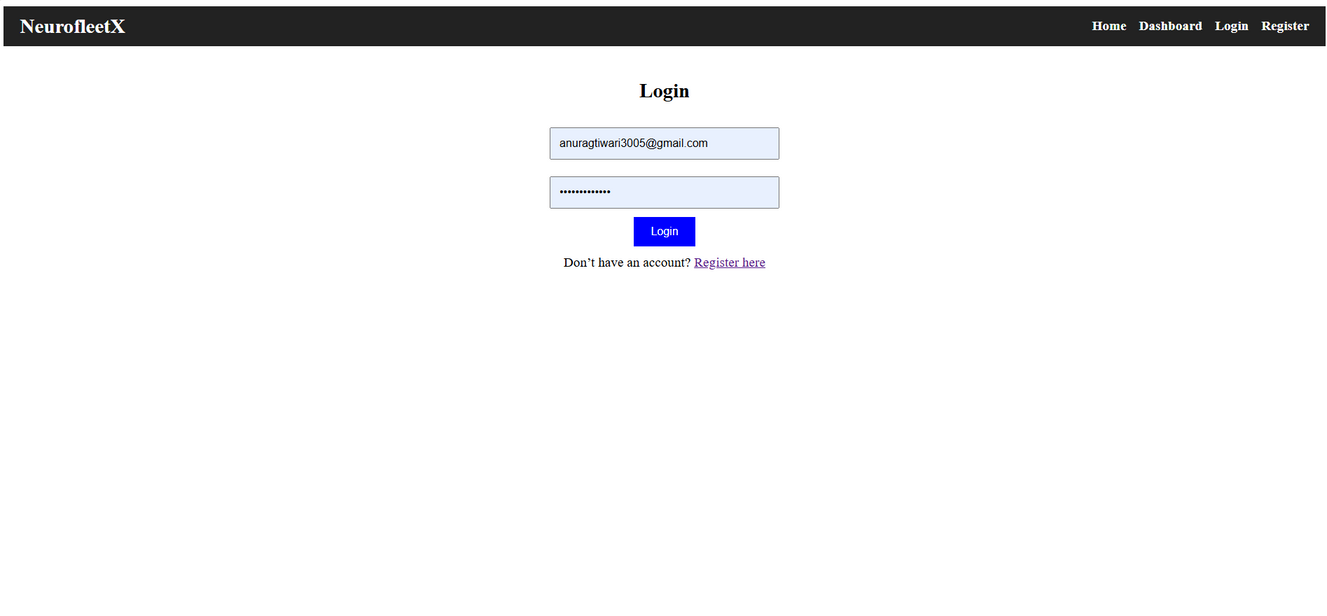 NeurofleetX Home Dashboard Login Register
Login
anuragtiwari3005@gmail.com
•••••••••••••
Login
Don’t have an account? Register here